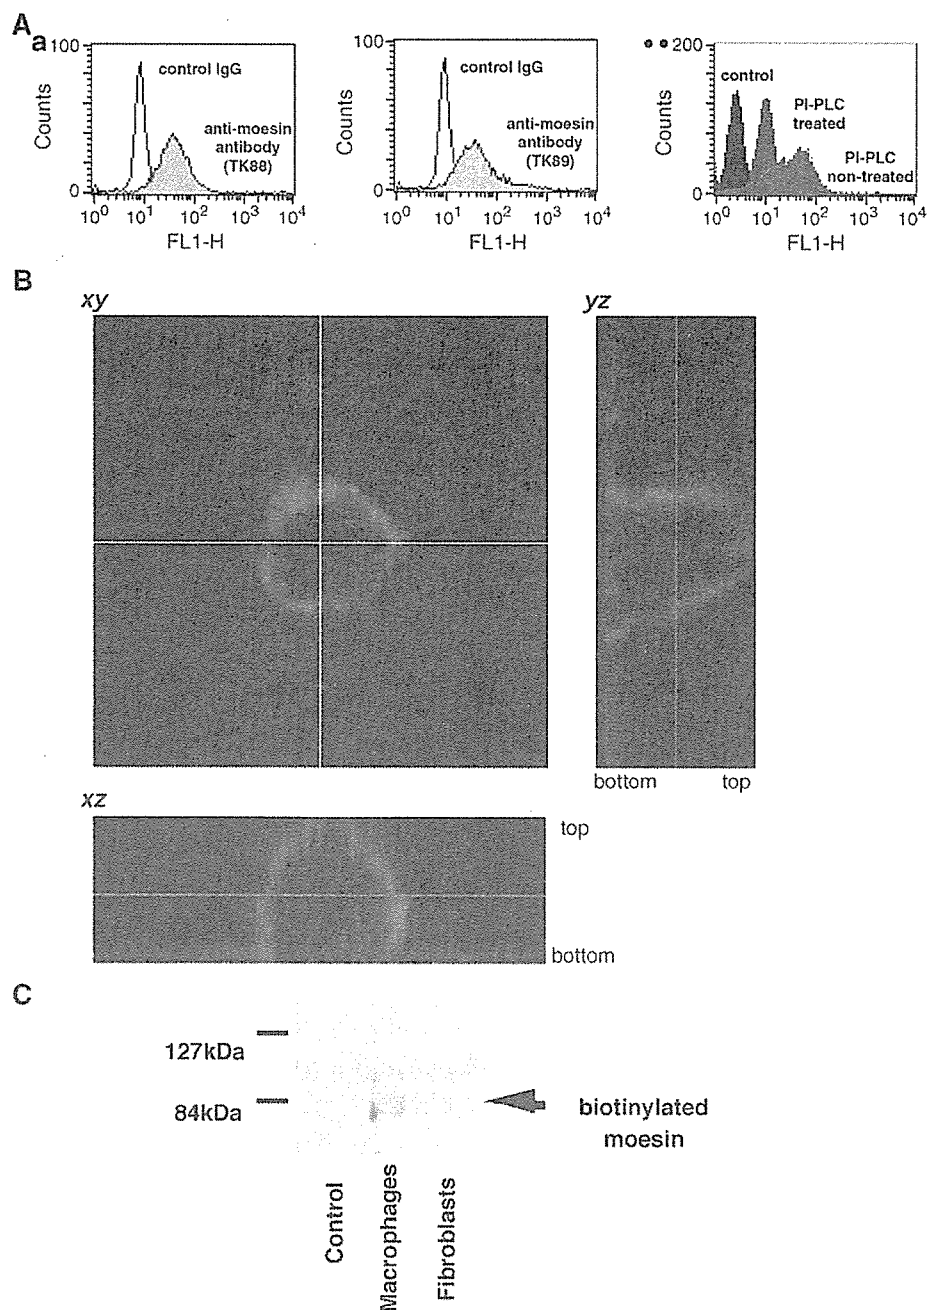 A
a
100
Counts
0
control IgG
anti-moesin
antibody
(TK88)
10⁰ 10¹ 10² 10³ 10⁴
FL1-H
100
Counts
0
control IgG
anti-moesin
antibody
(TK89)
10⁰ 10¹ 10² 10³ 10⁴
FL1-H
200
Counts
0
control
PI-PLC
treated
PI-PLC
non-treated
10⁰ 10¹ 10² 10³ 10⁴
FL1-H
B
xy
yz
bottom top
xz
top
bottom
C
127kDa
84kDa
biotinylated
moesin
Control
Macrophages
Fibroblasts